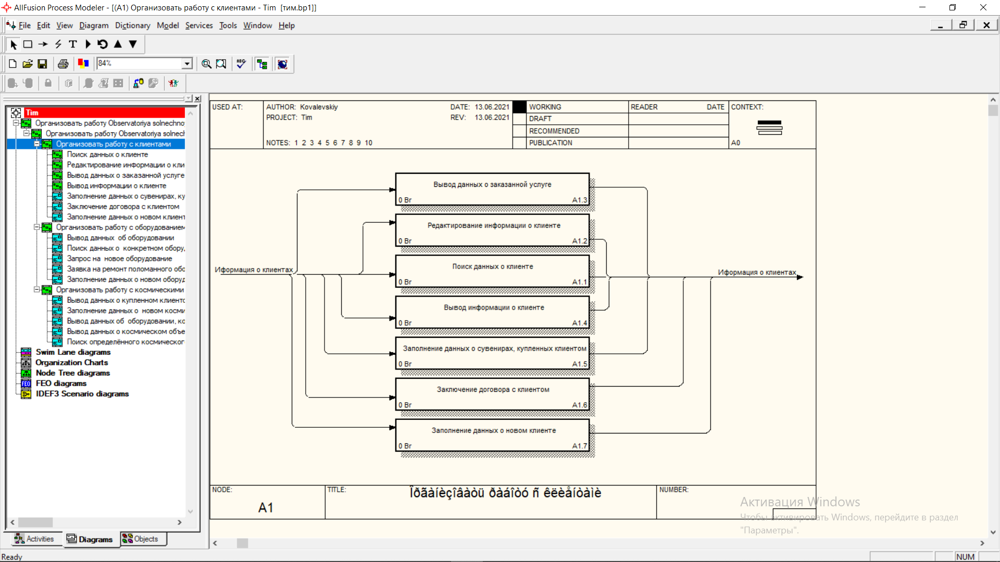 AllFusion Process Modeler - [(A1) Организовать работу с клиентами - Tim [тим.bp1]]
File Edit View Diagram Dictionary Model Services Tools Window Help
T
84%
ABC
Tim
Организовать работу Observatoriya solnechno
Организовать работу Observatoriya solnech
Организовать работу с клиентами
Поиск данных о клиенте
Редактирование информации о кли
Вывод данных о заказанной услуге
Вывод информации о клиенте
Заполнение данных о сувенирах, ку
Заключение договора с клиентом
Заполнение данных о новом клиент
Организовать работу с оборудованием
Вывод данных об оборудовании
Поиск данных о конкретном обору,
Запрос на новое оборудование
Заявка на ремонт поломанного обо
Заполнение данных о новом оборуд
Организовать работу с космическими
Вывод данных о купленном клиенто
Заполнение данных о новом косми
Вывод данных об оборудовании, ко
Вывод данных о космическом объе
Поиск определённого космическог
Swim Lane diagrams
Organization Charts
Node Tree diagrams
FEO FEO diagrams
IDEF3 Scenario diagrams
Activities Diagrams Objects
Ready
USED AT:
AUTHOR: Kovalevskiy
PROJECT: Tim
NOTES: 1 2 3 4 5 6 7 8 9 10
DATE: 13.06.2021
REV: 13.06.2021
WORKING
DRAFT
RECOMMENDED
PUBLICATION
READER DATE
CONTEXT:
A0
Вывод данных о заказанной услуге
0 Br A1.3
Редактирование информации о клиенте
0 Br A1.2
Иформация о клиентах
Поиск данных о клиенте
0 Br A1.1
Иформация о клиентах
Вывод информации о клиенте
0 Br A1.4
Заполнение данных о сувенирах, купленных клиентом
0 Br A1.5
Заключение договора с клиентом
0 Br A1.6
Заполнение данных о новом клиенте
0 Br A1.7
NODE:
A1
TITLE:
Îðãàíèçîâàòü ðàáîòó ñ êëèåíòàìè
NUMBER:
Активация Windows
Чтобы активировать Windows, перейдите в раздел
"Параметры".
NUM